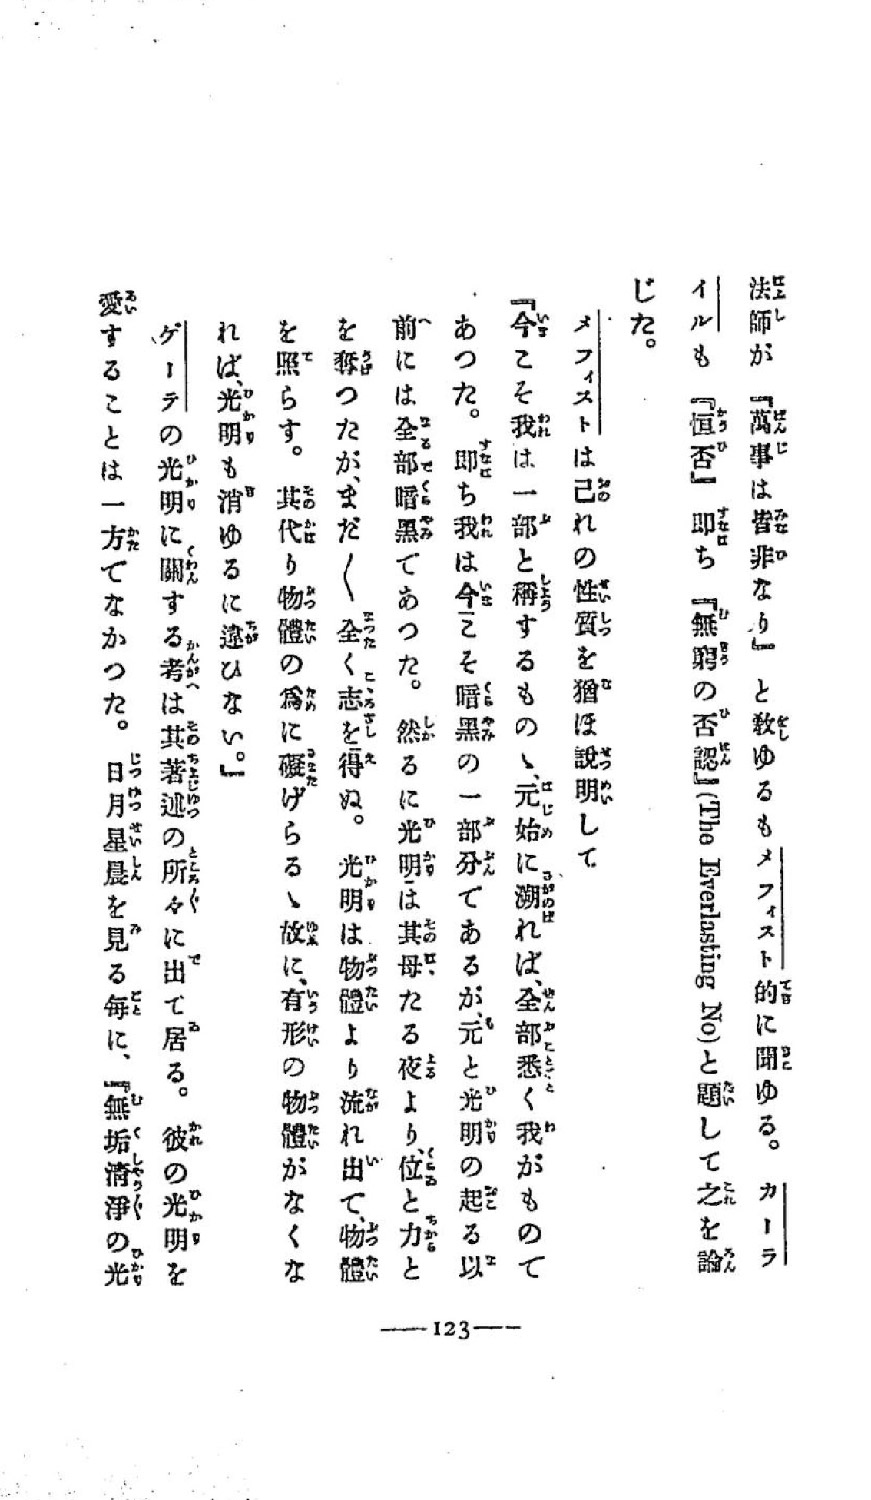 法師が『萬事は皆非なり』と敎ゆるもメフィスト的に聞ゆる。カーラ
イルも『恒否』卽ち『無窮の否認』(The Everlasting No)と題して之を論
じた。
メフィストは己れの性質を猶ほ説明して
『今こそ我は一部と稱するものゝ、元始に溯れば、全部悉く我がもので
あつた。卽ち我は今こそ暗黑の一部分であるが、元と光明の起る以
前には全部暗黑であつた。然るに光明は其母たる夜より、位と力と
を奪つたが、まだ〱全く志を得ぬ。光明は物體より流れ出て、物體
を照らす。其代り物體の爲に礙げらるゝ故に、有形の物體がなくな
れば、光明も消ゆるに違ひない。』
ゲーテの光明に關する考は其著述の所々に出て居る。彼の光明を
愛することは一方でなかつた。日月星晨を見る每に、『無垢淸淨の光
123